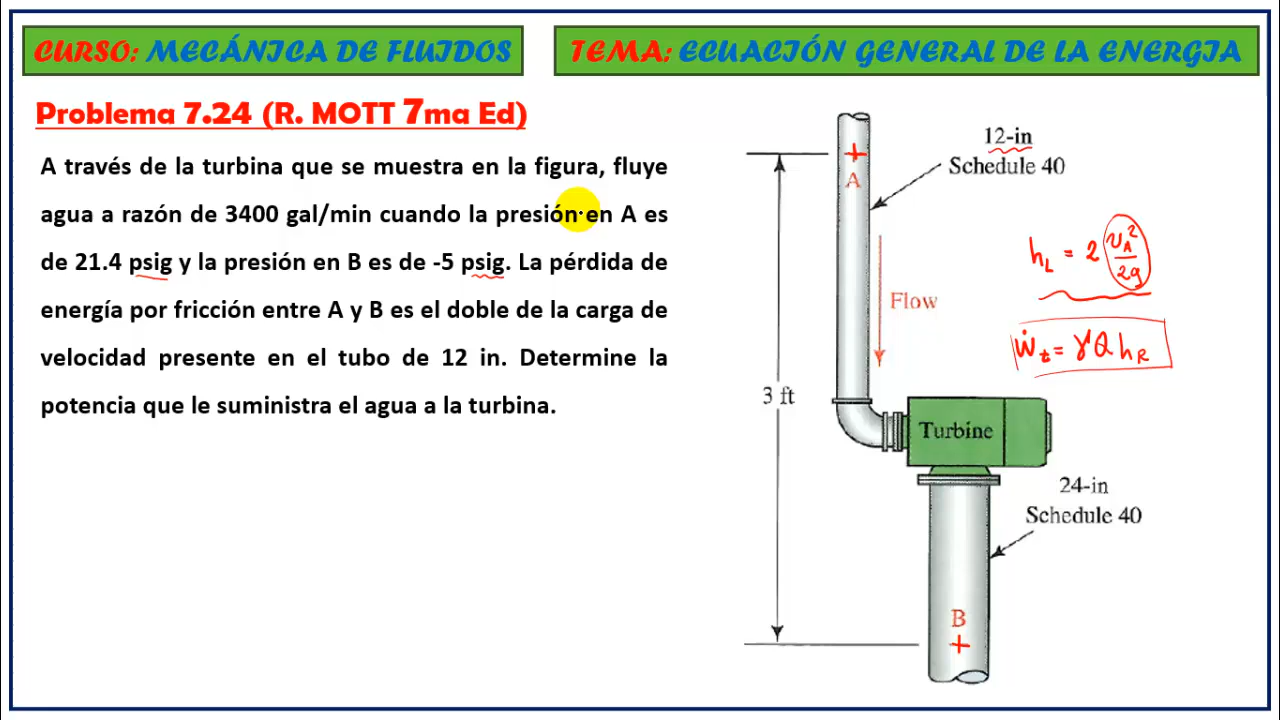 CURSO: MECÁNICA DE FLUIDOS
TEMA: ECUACIÓN GENERAL DE LA ENERGIA
Problema 7.24 (R. MOTT 7ma Ed)
A través de la turbina que se muestra en la figura, fluye
agua a razón de 3400 gal/min cuando la presión en A es
de 21.4 psig y la presión en B es de -5 psig. La pérdida de
energía por fricción entre A y B es el doble de la carga de
velocidad presente en el tubo de 12 in. Determine la
potencia que le suministra el agua a la turbina.
12-in
Schedule 40
A
h_L = 2 v_A^2/2g
Flow
Ẇ_t = γ Q h_R
3 ft
Turbine
24-in
Schedule 40
B